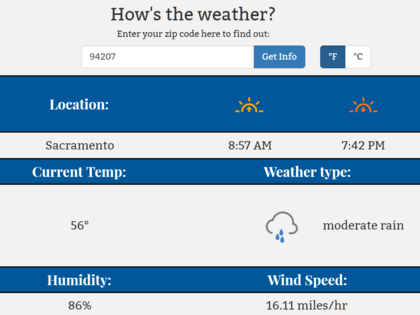 How's the weather?
Enter your zip code here to find out:
94207 Get Info °F °C
Location:
Sacramento 8:57 AM 7:42 PM
Current Temp: Weather type:
56° moderate rain
Humidity: Wind Speed:
86% 16.11 miles/hr